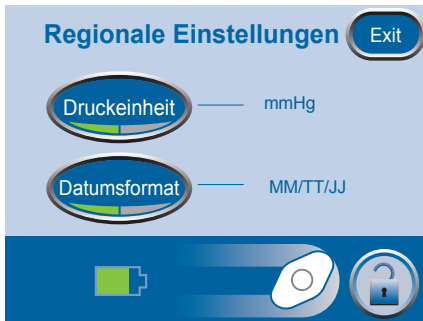 Regionale Einstellungen
Exit
Druckeinheit
mmHg
Datumsformat
MM/TT/JJ